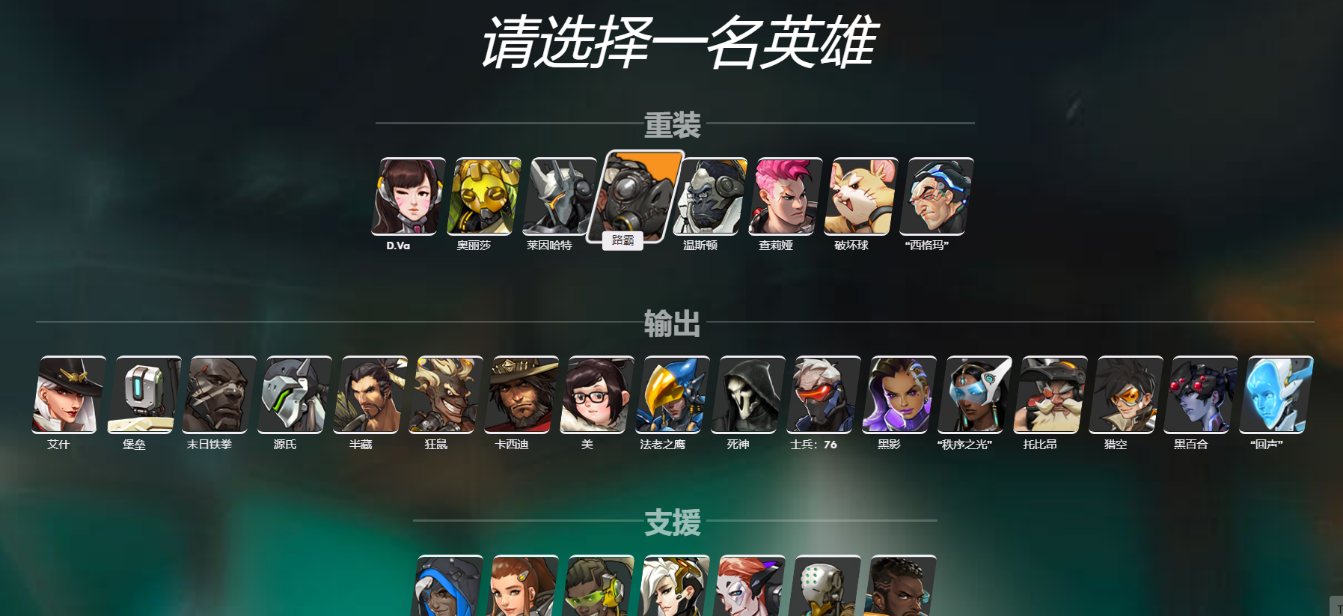 请选择一名英雄
重装
D.Va 奥丽莎 莱因哈特 路霸 温斯顿 查莉娅 破坏球 “西格玛”
输出
艾什 堡垒 末日铁拳 源氏 半藏 狂鼠 卡西迪 美 法老之鹰 死神 士兵：76 黑影 “秩序之光” 托比昂 猎空 黑百合 “回声”
支援